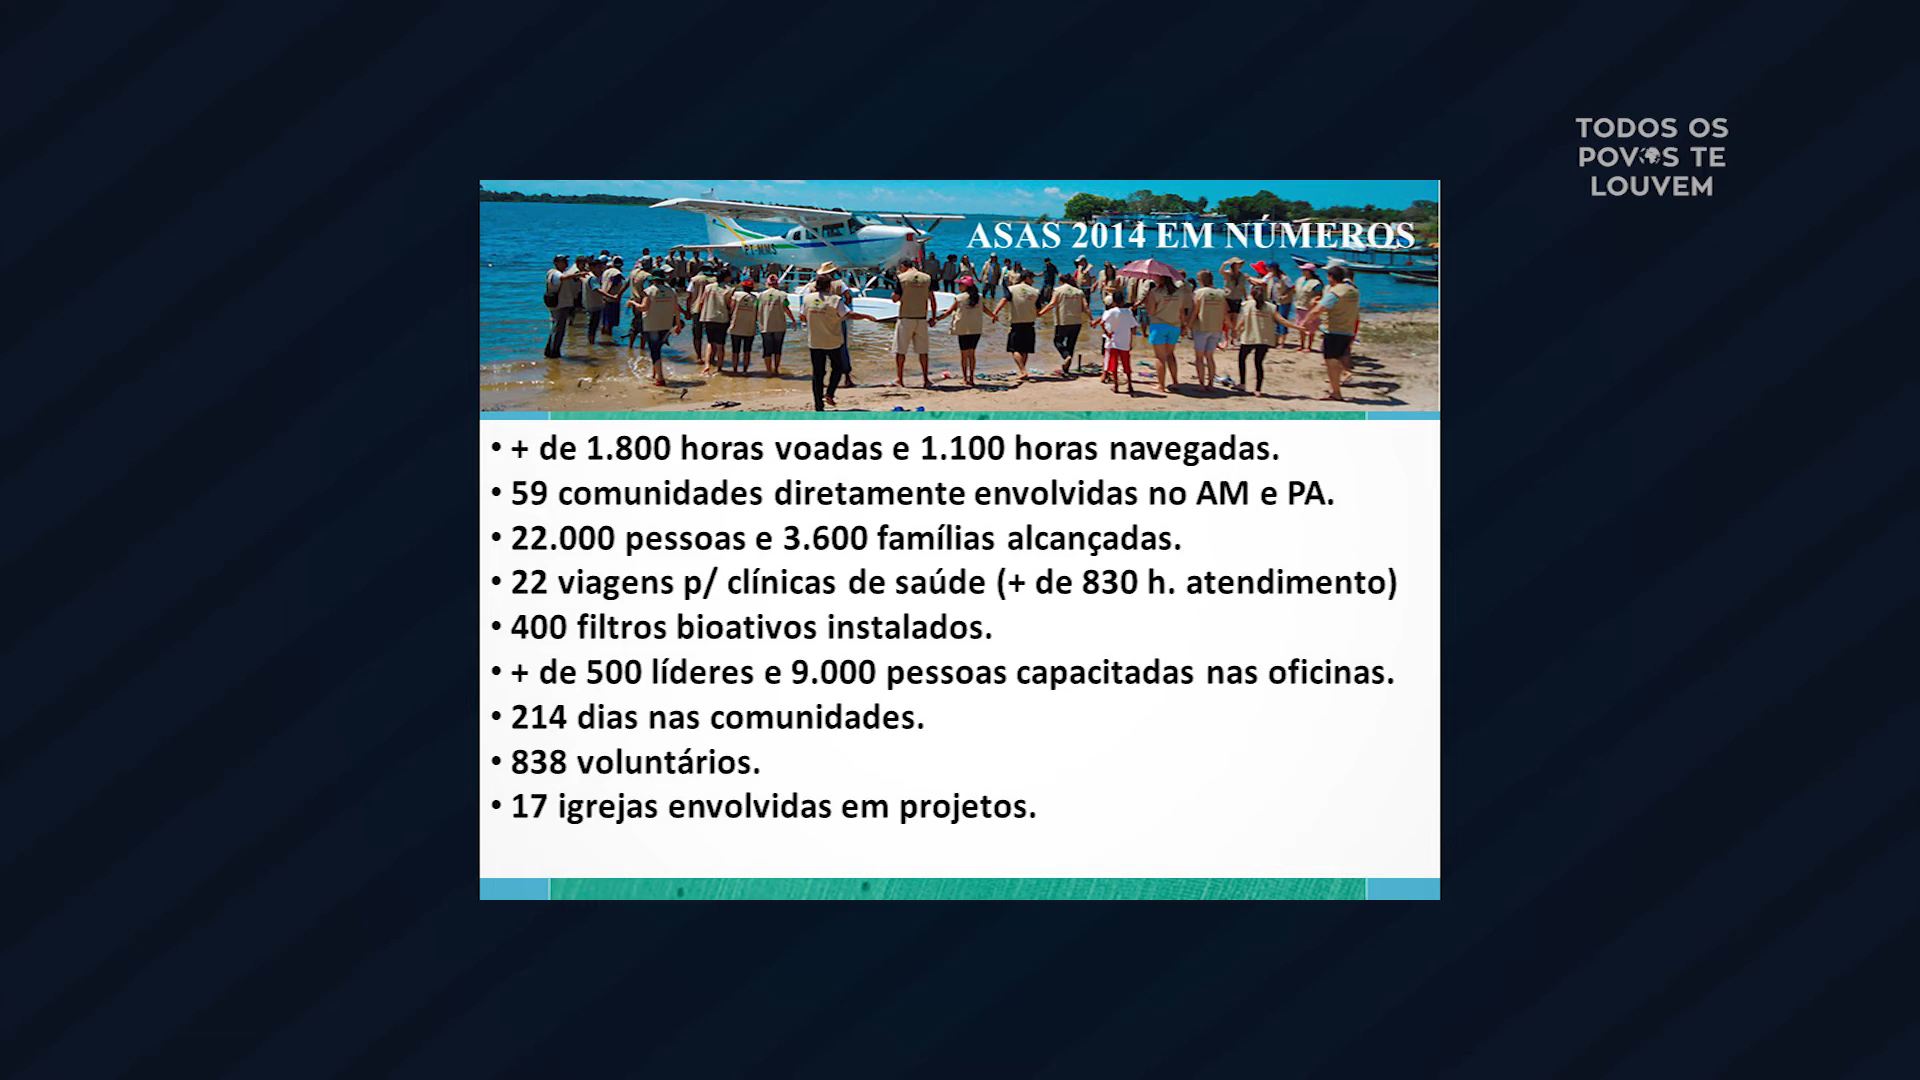 TODOS OS
POVOS TE
LOUVEM
ASAS 2014 EM NÚMEROS
PT-MMS
• + de 1.800 horas voadas e 1.100 horas navegadas.
• 59 comunidades diretamente envolvidas no AM e PA.
• 22.000 pessoas e 3.600 famílias alcançadas.
• 22 viagens p/ clínicas de saúde (+ de 830 h. atendimento)
• 400 filtros bioativos instalados.
• + de 500 líderes e 9.000 pessoas capacitadas nas oficinas.
• 214 dias nas comunidades.
• 838 voluntários.
• 17 igrejas envolvidas em projetos.